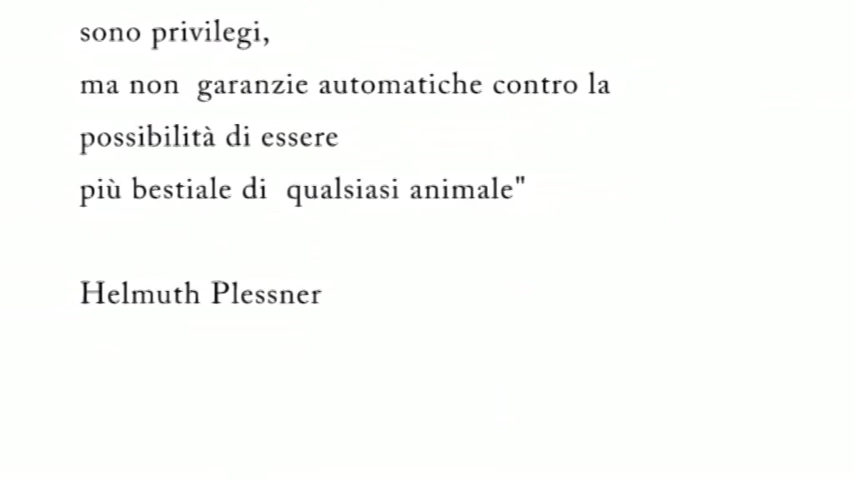 sono privilegi,
ma non garanzie automatiche contro la
possibilità di essere
più bestiale di qualsiasi animale"
Helmuth Plessner